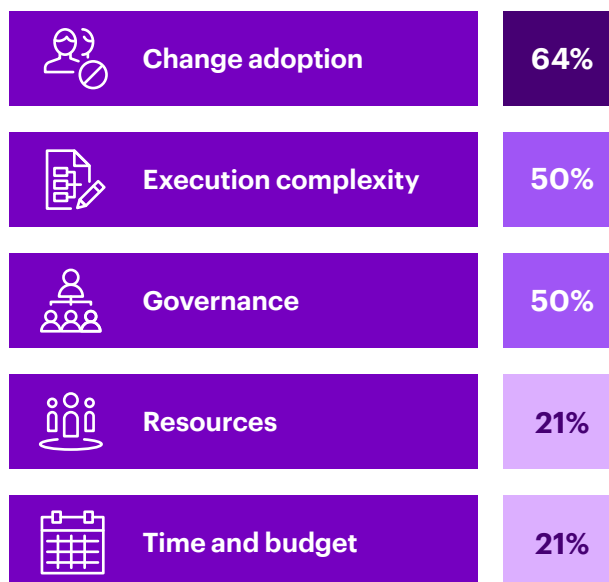 Change adoption 64%
Execution complexity 50%
Governance 50%
Resources 21%
Time and budget 21%